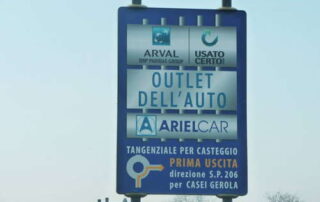 ARVAL
BNP PARIBAS GROUP
USATO
CERTO!
OUTLET
DELL'AUTO
ARIELCAR
TANGENZIALE PER CASTEGGIO
PRIMA USCITA
direzione S.P. 206
per CASEI GEROLA